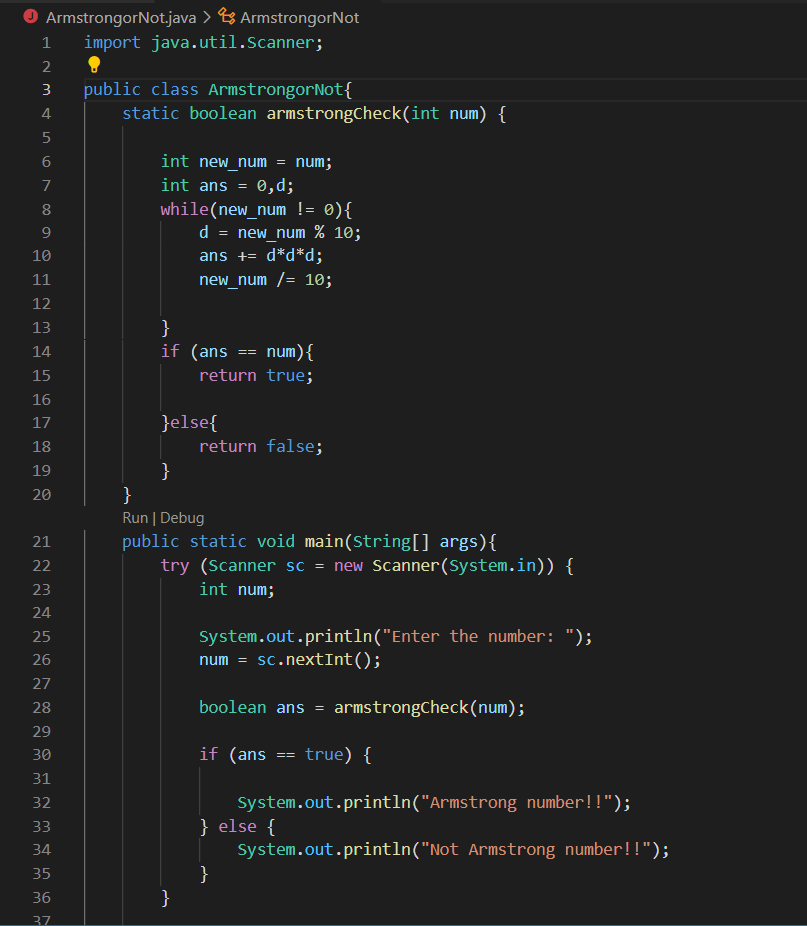 ArmstrongorNot.java > ArmstrongorNot
1 import java.util.Scanner;
2
3 public class ArmstrongorNot{
4     static boolean armstrongCheck(int num) {
5
6         int new_num = num;
7         int ans = 0,d;
8         while(new_num != 0){
9             d = new_num % 10;
10             ans += d*d*d;
11             new_num /= 10;
12
13         }
14         if (ans == num){
15             return true;
16
17         }else{
18             return false;
19         }
20     }
Run | Debug
21     public static void main(String[] args){
22         try (Scanner sc = new Scanner(System.in)) {
23             int num;
24
25             System.out.println("Enter the number: ");
26             num = sc.nextInt();
27
28             boolean ans = armstrongCheck(num);
29
30             if (ans == true) {
31
32                 System.out.println("Armstrong number!!");
33             } else {
34                 System.out.println("Not Armstrong number!!");
35             }
36         }
37